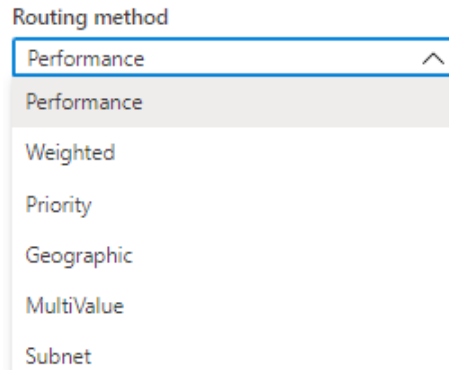 Routing method
Performance
Performance
Weighted
Priority
Geographic
MultiValue
Subnet